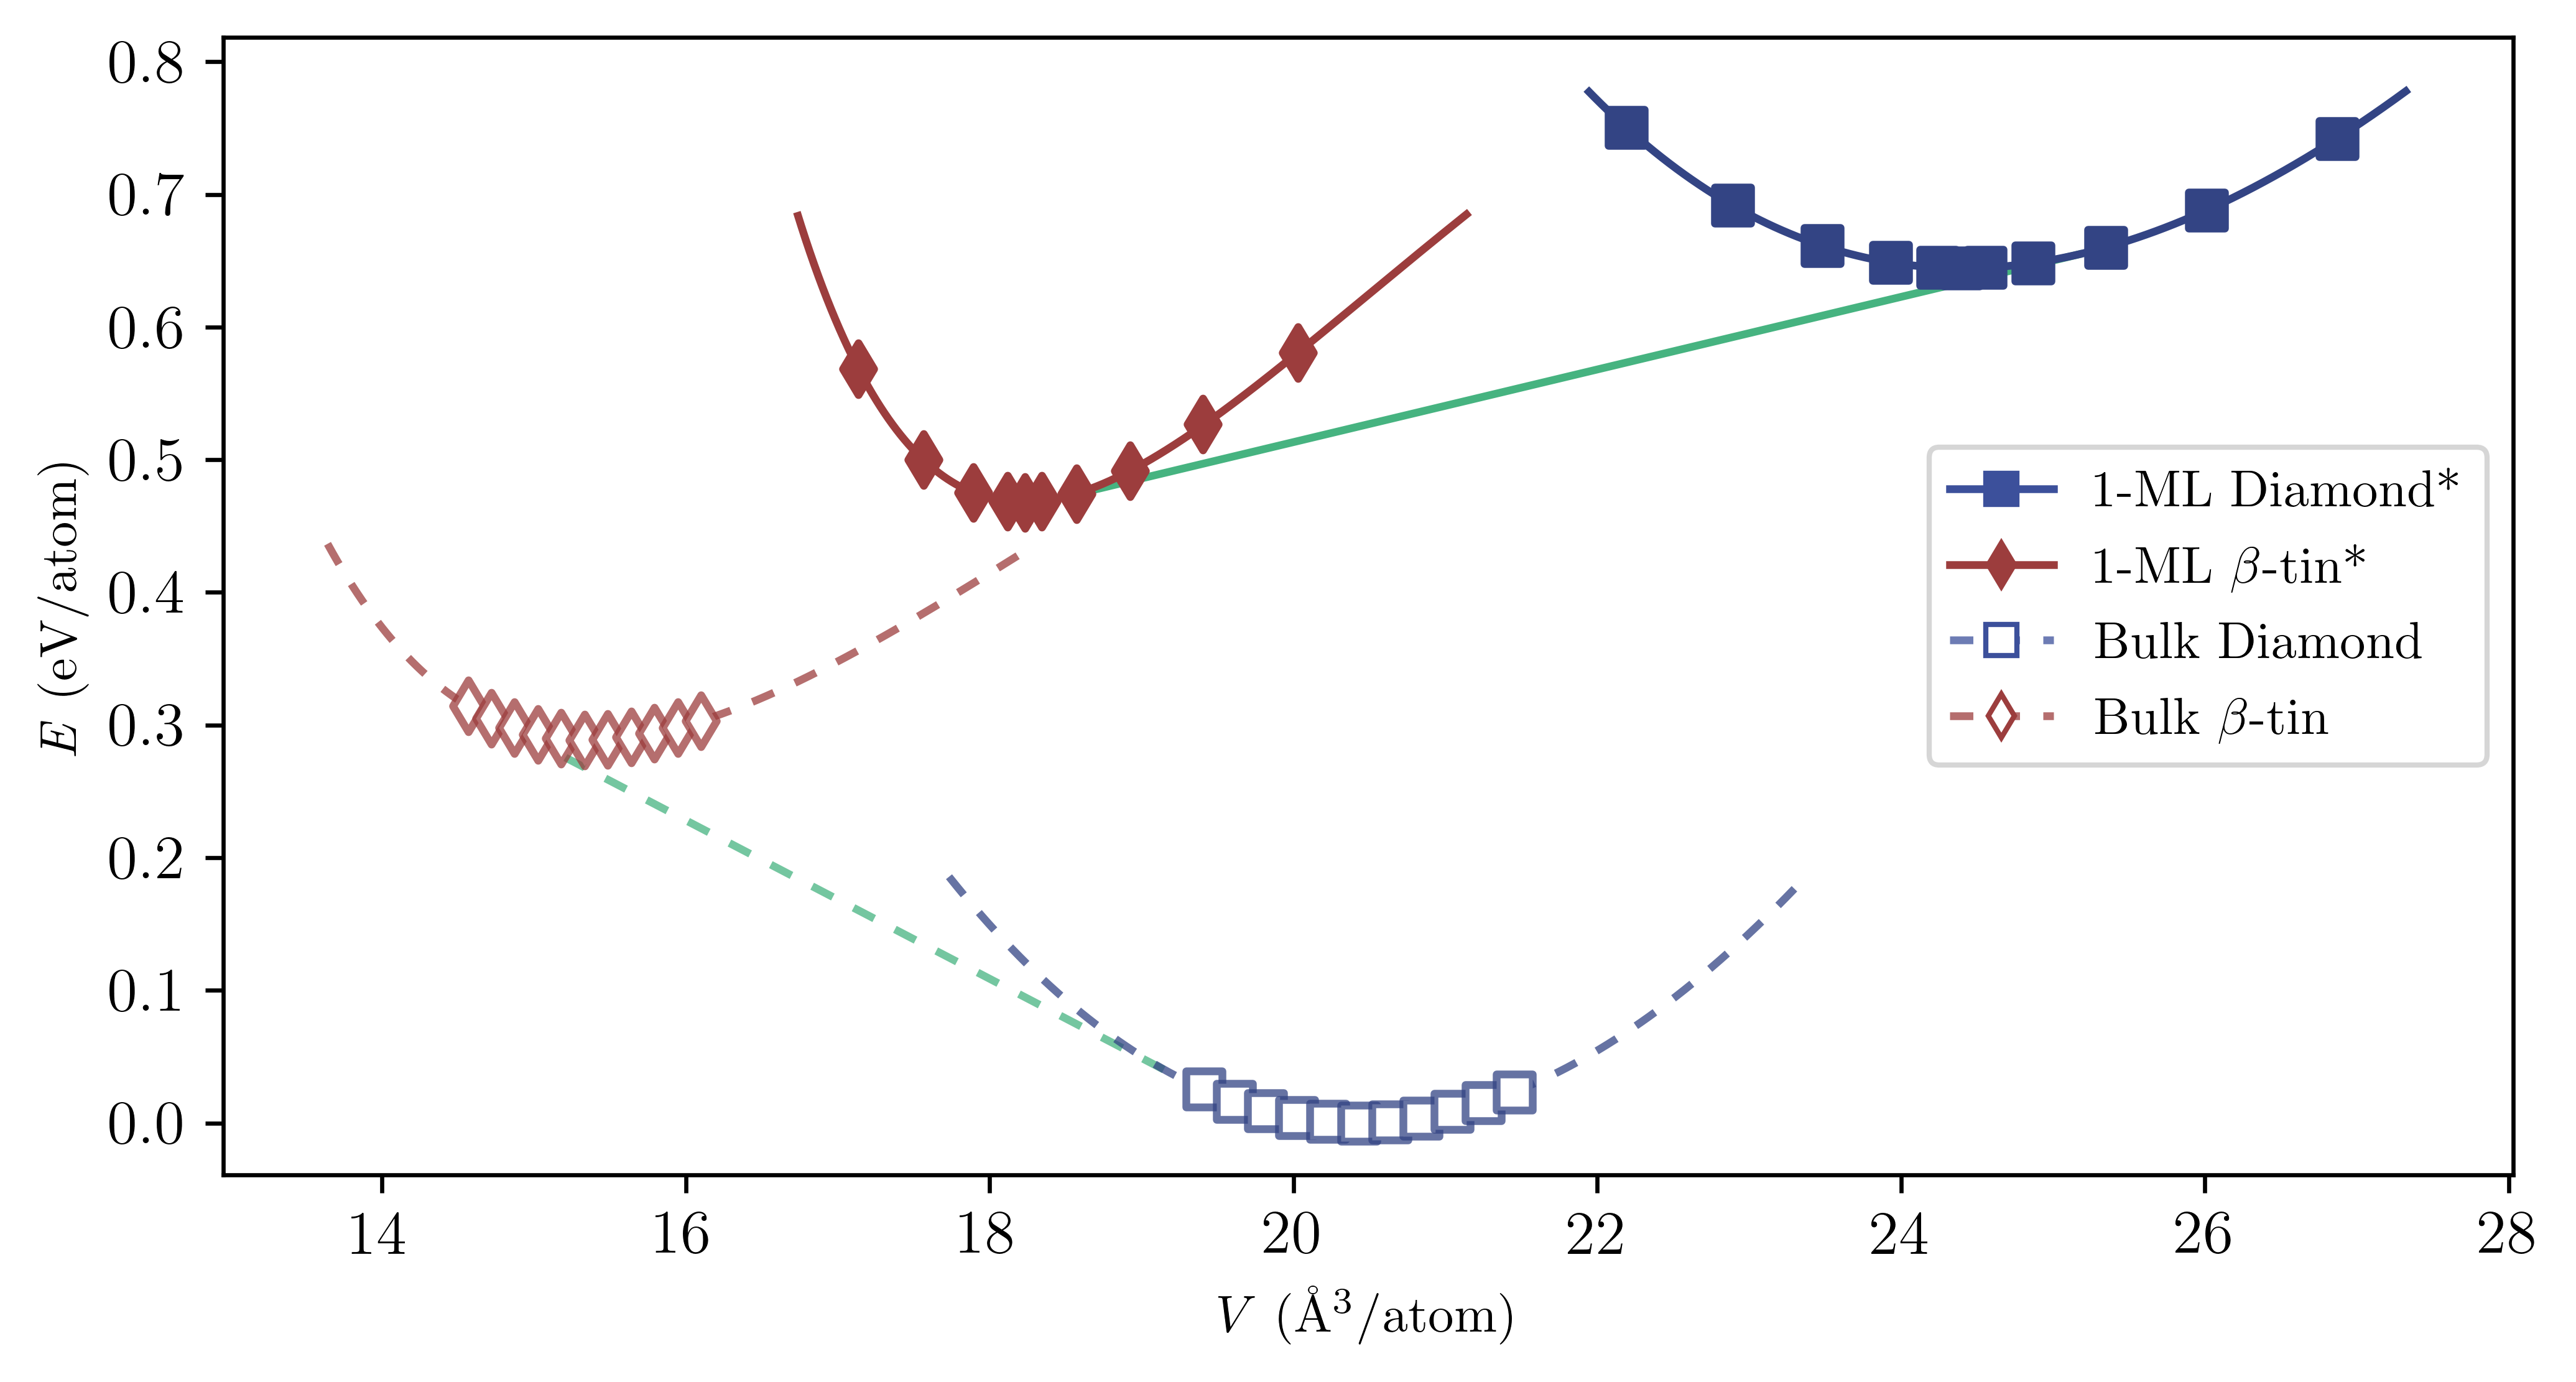 0.8
0.7
0.6
0.5
0.4
0.3
0.2
0.1
0.0
E (eV/atom)
14 16 18 20 22 24 26 28
V (Å³/atom)
1-ML Diamond*
1-ML β-tin*
Bulk Diamond
Bulk β-tin